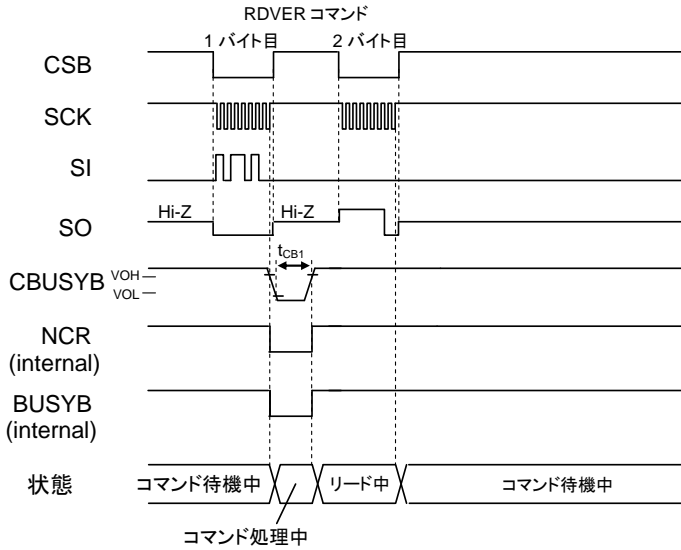 RDVER コマンド
1 バイト目 2 バイト目
CSB
SCK
SI
Hi-Z Hi-Z
SO
tCB1
VOH
CBUSYB
VOL
NCR
(internal)
BUSYB
(internal)
状態 コマンド待機中 リード中 コマンド待機中
コマンド処理中